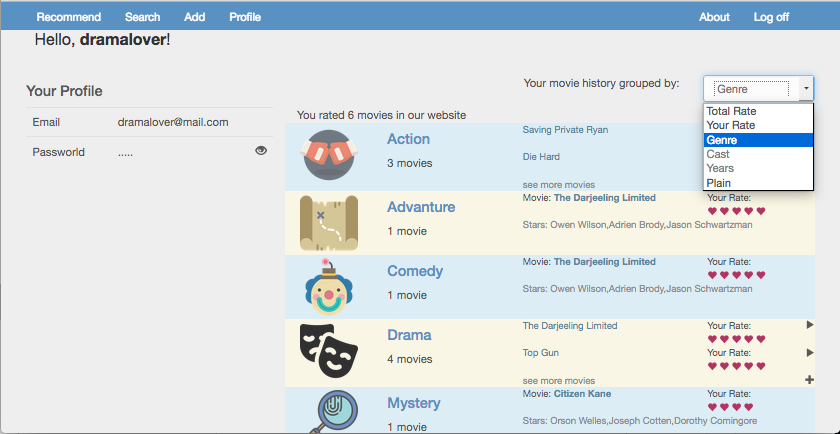 Recommend Search Add Profile About Log off
Hello, dramalover!
Your Profile
Email dramalover@mail.com
Passworld .....
Your movie history grouped by: Genre
Total Rate
Your Rate
Genre
Cast
Years
Plain
You rated 6 movies in our website
Action
3 movies
Saving Private Ryan
Die Hard
see more movies
Advanture
1 movie
Movie: The Darjeeling Limited
Your Rate:
Stars: Owen Wilson,Adrien Brody,Jason Schwartzman
Comedy
1 movie
Movie: The Darjeeling Limited
Your Rate:
Stars: Owen Wilson,Adrien Brody,Jason Schwartzman
Drama
4 movies
The Darjeeling Limited
Your Rate:
Top Gun
Your Rate:
see more movies
Mystery
1 movie
Movie: Citizen Kane
Your Rate:
Stars: Orson Welles,Joseph Cotten,Dorothy Comingore